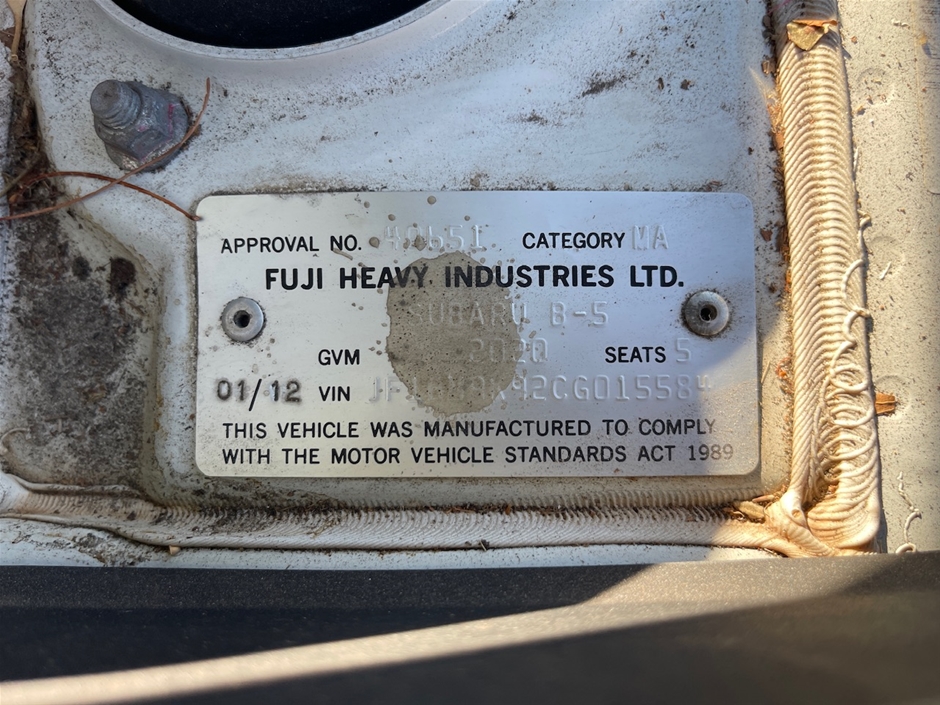 APPROVAL NO. 40651 CATEGORY MA
FUJI HEAVY INDUSTRIES LTD.
SUBARU B-5
GVM 2020 SEATS 5
01/12 VIN
THIS VEHICLE WAS MANUFACTURED TO COMPLY
WITH THE MOTOR VEHICLE STANDARDS ACT 1989